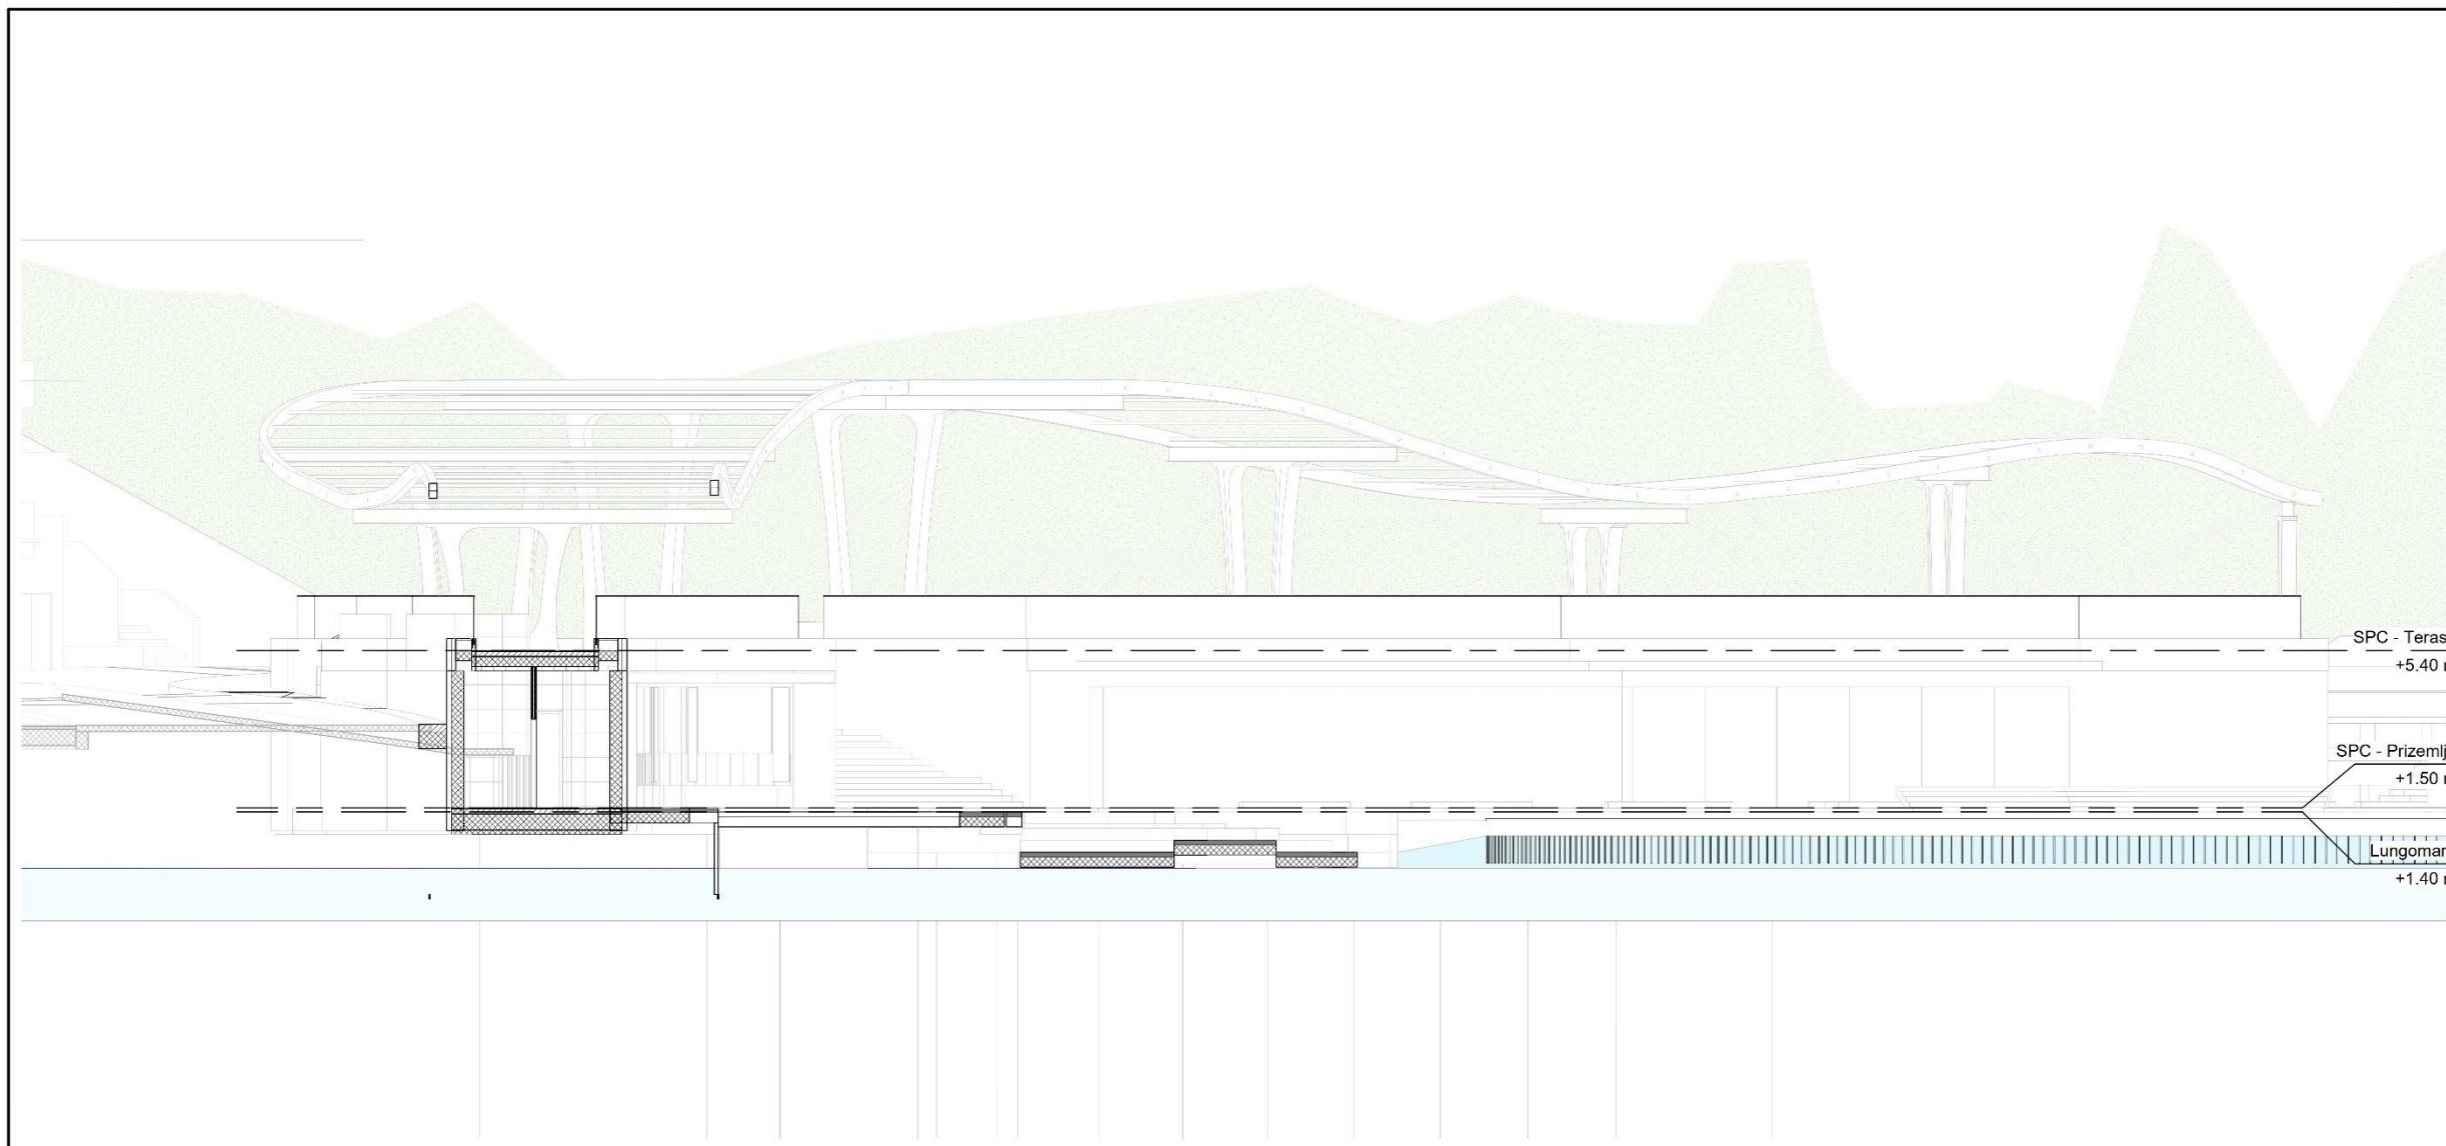 SPC - Teras
+5.40 r
SPC - Prizemlj
+1.50 r
Lungomar
+1.40 r